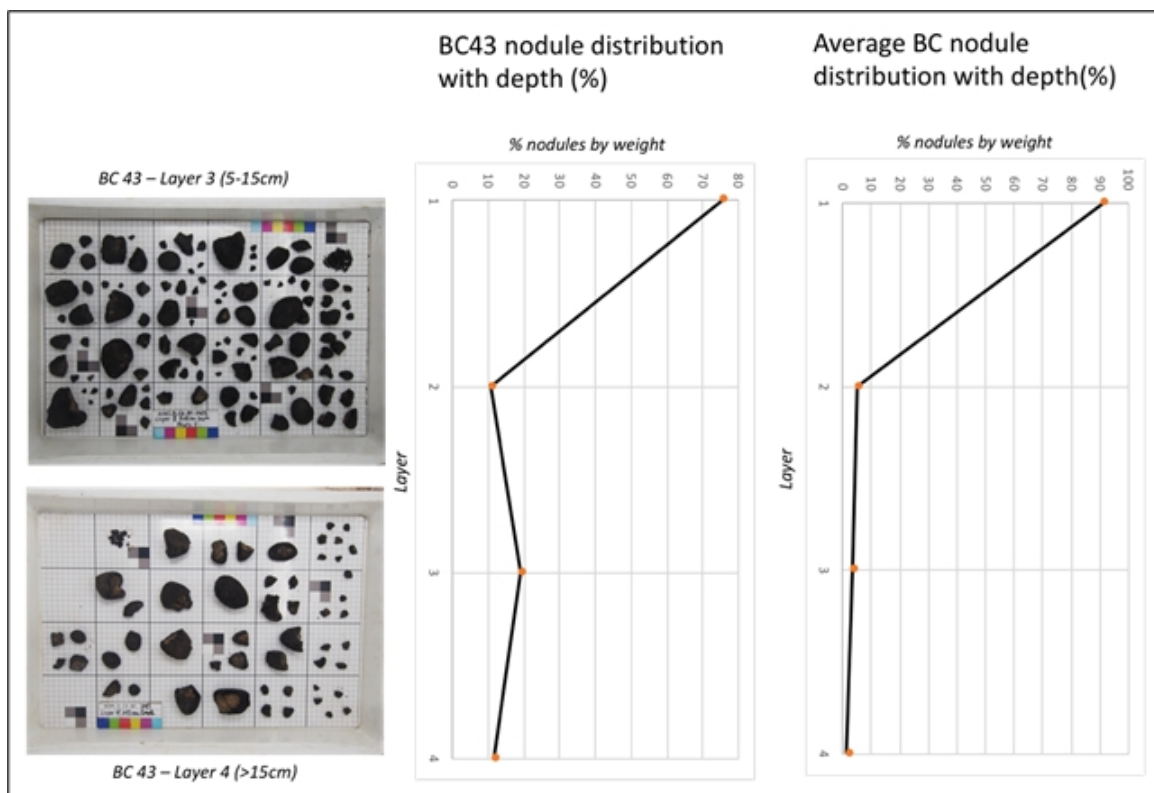 BC43 nodule distribution
with depth (%)
Average BC nodule
distribution with depth(%)
BC 43 – Layer 3 (5-15cm)
BC 43 – Layer 4 (>15cm)
% nodules by weight
0 10 20 30 40 50 60 70 80
1
2
3
4
Layer
% nodules by weight
0 10 20 30 40 50 60 70 80 90 100
1
2
3
4
Layer